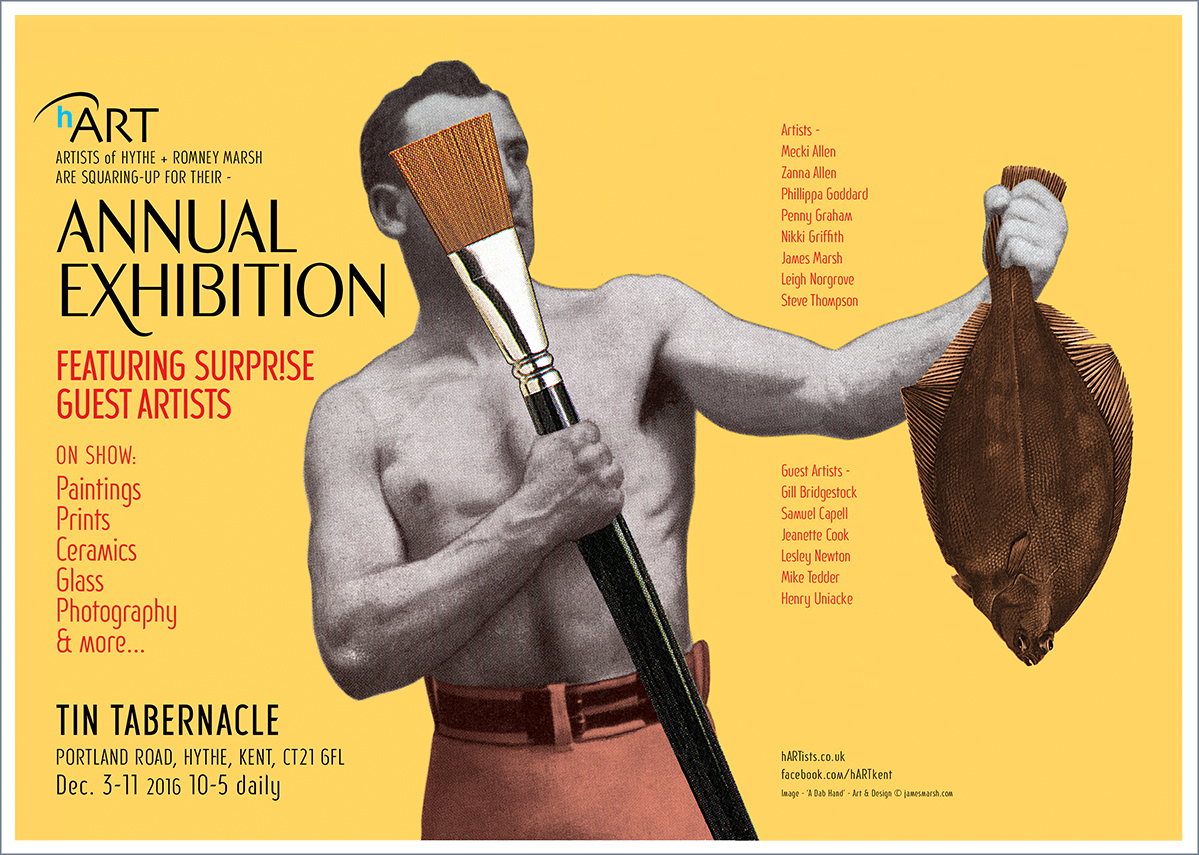 hART
ARTISTS of HYTHE + ROMNEY MARSH
ARE SQUARING-UP FOR THEIR -
ANNUAL
EXHIBITION
FEATURING SURPR!SE
GUEST ARTISTS
ON SHOW:
Paintings
Prints
Ceramics
Glass
Photography
& more...
TIN TABERNACLE
PORTLAND ROAD, HYTHE, KENT, CT21 6FL
Dec. 3-11 2016 10-5 daily
Artists -
Mecki Allen
Zanna Allen
Phillippa Goddard
Penny Graham
Nikki Griffith
James Marsh
Leigh Norgrove
Steve Thompson
Guest Artists -
Gill Bridgestock
Samuel Capell
Jeanette Cook
Lesley Newton
Mike Tedder
Henry Uniacke
hARTists.co.uk
facebook.com/hARTkent
Image - 'A Dab Hand' - Art & Design © jamesmarsh.com